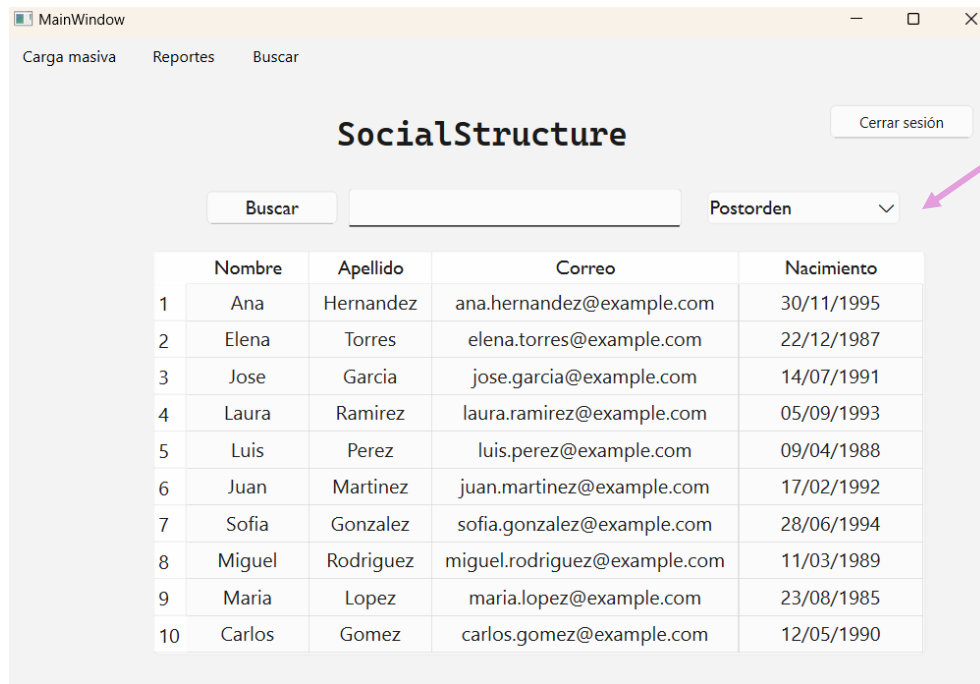 MainWindow
Carga masiva Reportes Buscar
Cerrar sesión
SocialStructure
Buscar Postorden
Nombre Apellido Correo Nacimiento
1 Ana Hernandez ana.hernandez@example.com 30/11/1995
2 Elena Torres elena.torres@example.com 22/12/1987
3 Jose Garcia jose.garcia@example.com 14/07/1991
4 Laura Ramirez laura.ramirez@example.com 05/09/1993
5 Luis Perez luis.perez@example.com 09/04/1988
6 Juan Martinez juan.martinez@example.com 17/02/1992
7 Sofia Gonzalez sofia.gonzalez@example.com 28/06/1994
8 Miguel Rodriguez miguel.rodriguez@example.com 11/03/1989
9 Maria Lopez maria.lopez@example.com 23/08/1985
10 Carlos Gomez carlos.gomez@example.com 12/05/1990